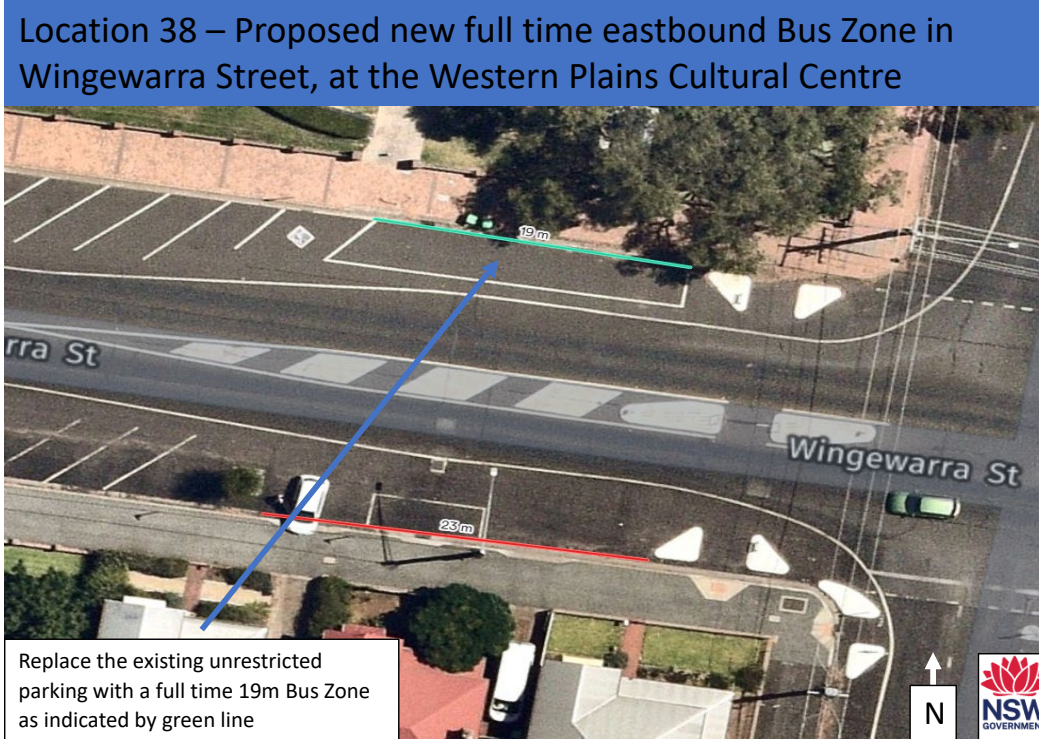 Location 38 – Proposed new full time eastbound Bus Zone in
Wingewarra Street, at the Western Plains Cultural Centre
19 m
rra St
Wingewarra St
23 m
Replace the existing unrestricted
parking with a full time 19m Bus Zone
as indicated by green line
N
NSW
GOVERNMENT